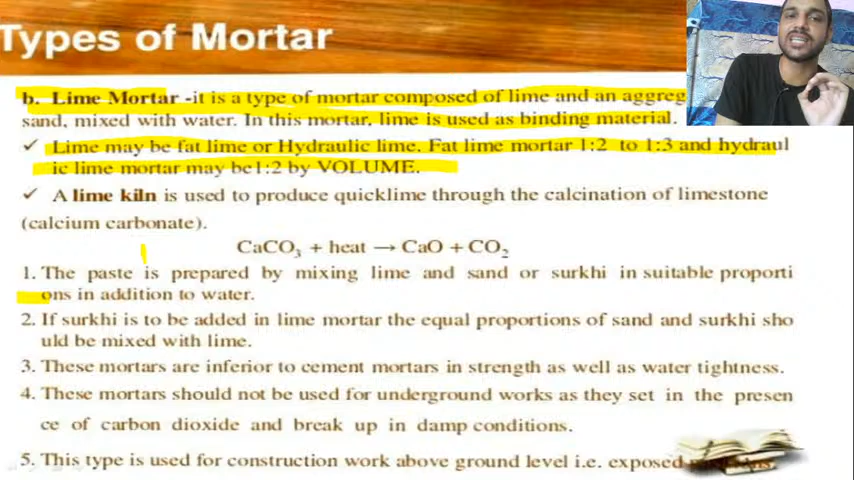 Types of Mortar
b. Lime Mortar -it is a type of mortar composed of lime and an aggreg
sand, mixed with water. In this mortar, lime is used as binding material.
✓ Lime may be fat lime or Hydraulic lime. Fat lime mortar 1:2 to 1:3 and hydraul
ic lime mortar may be1:2 by VOLUME.
✓ A lime kiln is used to produce quicklime through the calcination of limestone
(calcium carbonate).
CaCO₃ + heat → CaO + CO₂
1. The paste is prepared by mixing lime and sand or surkhi in suitable proporti
ons in addition to water.
2. If surkhi is to be added in lime mortar the equal proportions of sand and surkhi sho
uld be mixed with lime.
3. These mortars are inferior to cement mortars in strength as well as water tightness.
4. These mortars should not be used for underground works as they set in the presen
ce of carbon dioxide and break up in damp conditions.
5. This type is used for construction work above ground level i.e. exposed